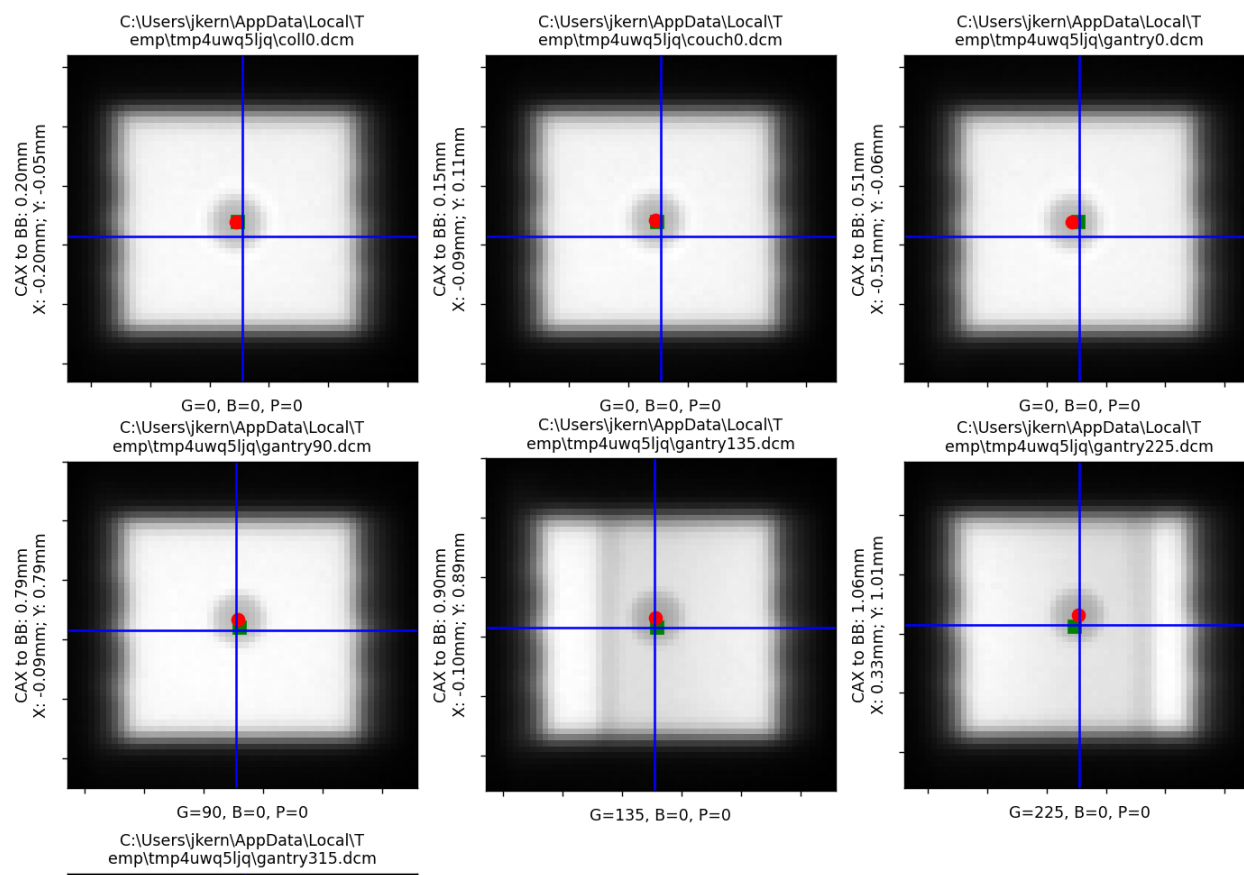 C:\Users\jkern\AppData\Local\T
emp\tmp4uwq5ljq\coll0.dcm
CAX to BB: 0.20mm
X: -0.20mm; Y: -0.05mm
G=0, B=0, P=0
C:\Users\jkern\AppData\Local\T
emp\tmp4uwq5ljq\couch0.dcm
CAX to BB: 0.15mm
X: -0.09mm; Y: 0.11mm
G=0, B=0, P=0
C:\Users\jkern\AppData\Local\T
emp\tmp4uwq5ljq\gantry0.dcm
CAX to BB: 0.51mm
X: -0.51mm; Y: -0.06mm
G=0, B=0, P=0
C:\Users\jkern\AppData\Local\T
emp\tmp4uwq5ljq\gantry90.dcm
CAX to BB: 0.79mm
X: -0.09mm; Y: 0.79mm
G=90, B=0, P=0
C:\Users\jkern\AppData\Local\T
emp\tmp4uwq5ljq\gantry135.dcm
CAX to BB: 0.90mm
X: -0.10mm; Y: 0.89mm
G=135, B=0, P=0
C:\Users\jkern\AppData\Local\T
emp\tmp4uwq5ljq\gantry225.dcm
CAX to BB: 1.06mm
X: 0.33mm; Y: 1.01mm
G=225, B=0, P=0
C:\Users\jkern\AppData\Local\T
emp\tmp4uwq5ljq\gantry315.dcm